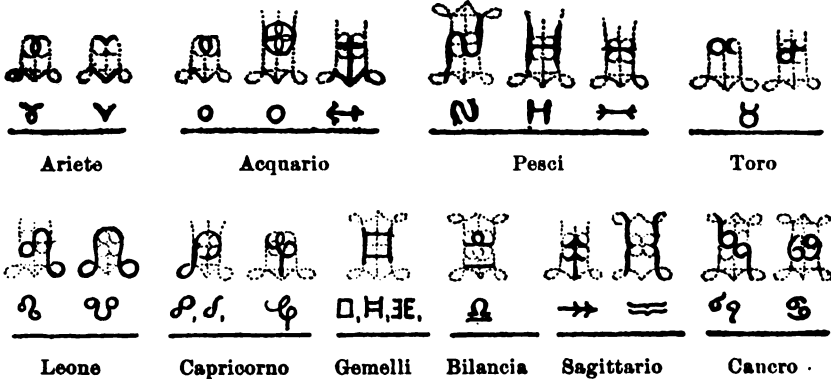 Ariete Acquario Pesci Toro
Leone Capricorno Gemelli Bilancia Sagittario Cancro